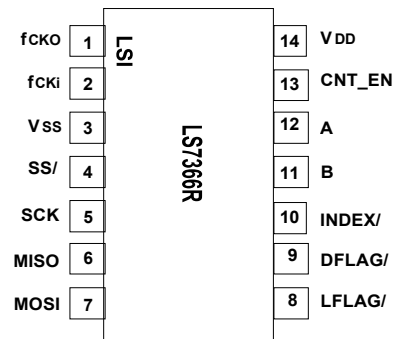 fCKO 1
fCKi 2
VSS 3
SS/ 4
SCK 5
MISO 6
MOSI 7
LSI
LS7366R
14 VDD
13 CNT_EN
12 A
11 B
10 INDEX/
9 DFLAG/
8 LFLAG/